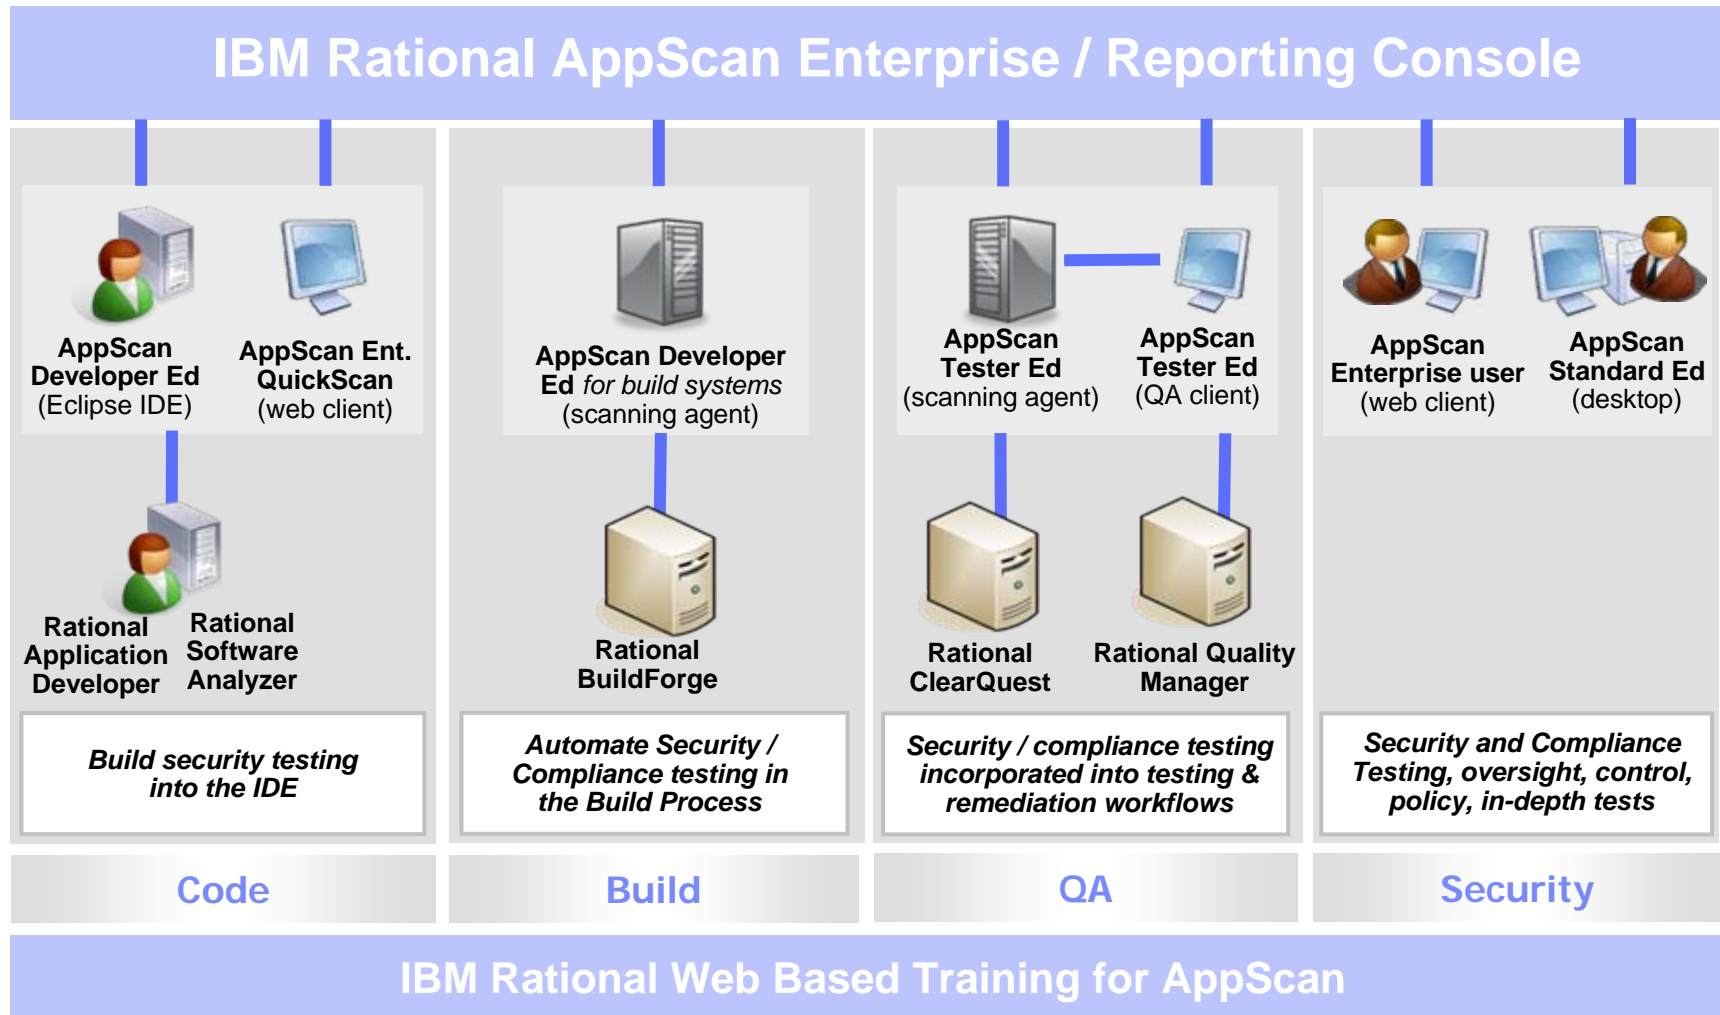 IBM Rational AppScan Enterprise / Reporting Console
AppScan
Developer Ed
(Eclipse IDE)
AppScan Ent.
QuickScan
(web client)
Rational
Application
Developer
Rational
Software
Analyzer
Build security testing
into the IDE
Code
AppScan Developer
Ed for build systems
(scanning agent)
Rational
BuildForge
Automate Security /
Compliance testing in
the Build Process
Build
AppScan
Tester Ed
(scanning agent)
AppScan
Tester Ed
(QA client)
Rational
ClearQuest
Rational Quality
Manager
Security / compliance testing
incorporated into testing &
remediation workflows
QA
AppScan
Enterprise user
(web client)
AppScan
Standard Ed
(desktop)
Security and Compliance
Testing, oversight, control,
policy, in-depth tests
Security
IBM Rational Web Based Training for AppScan